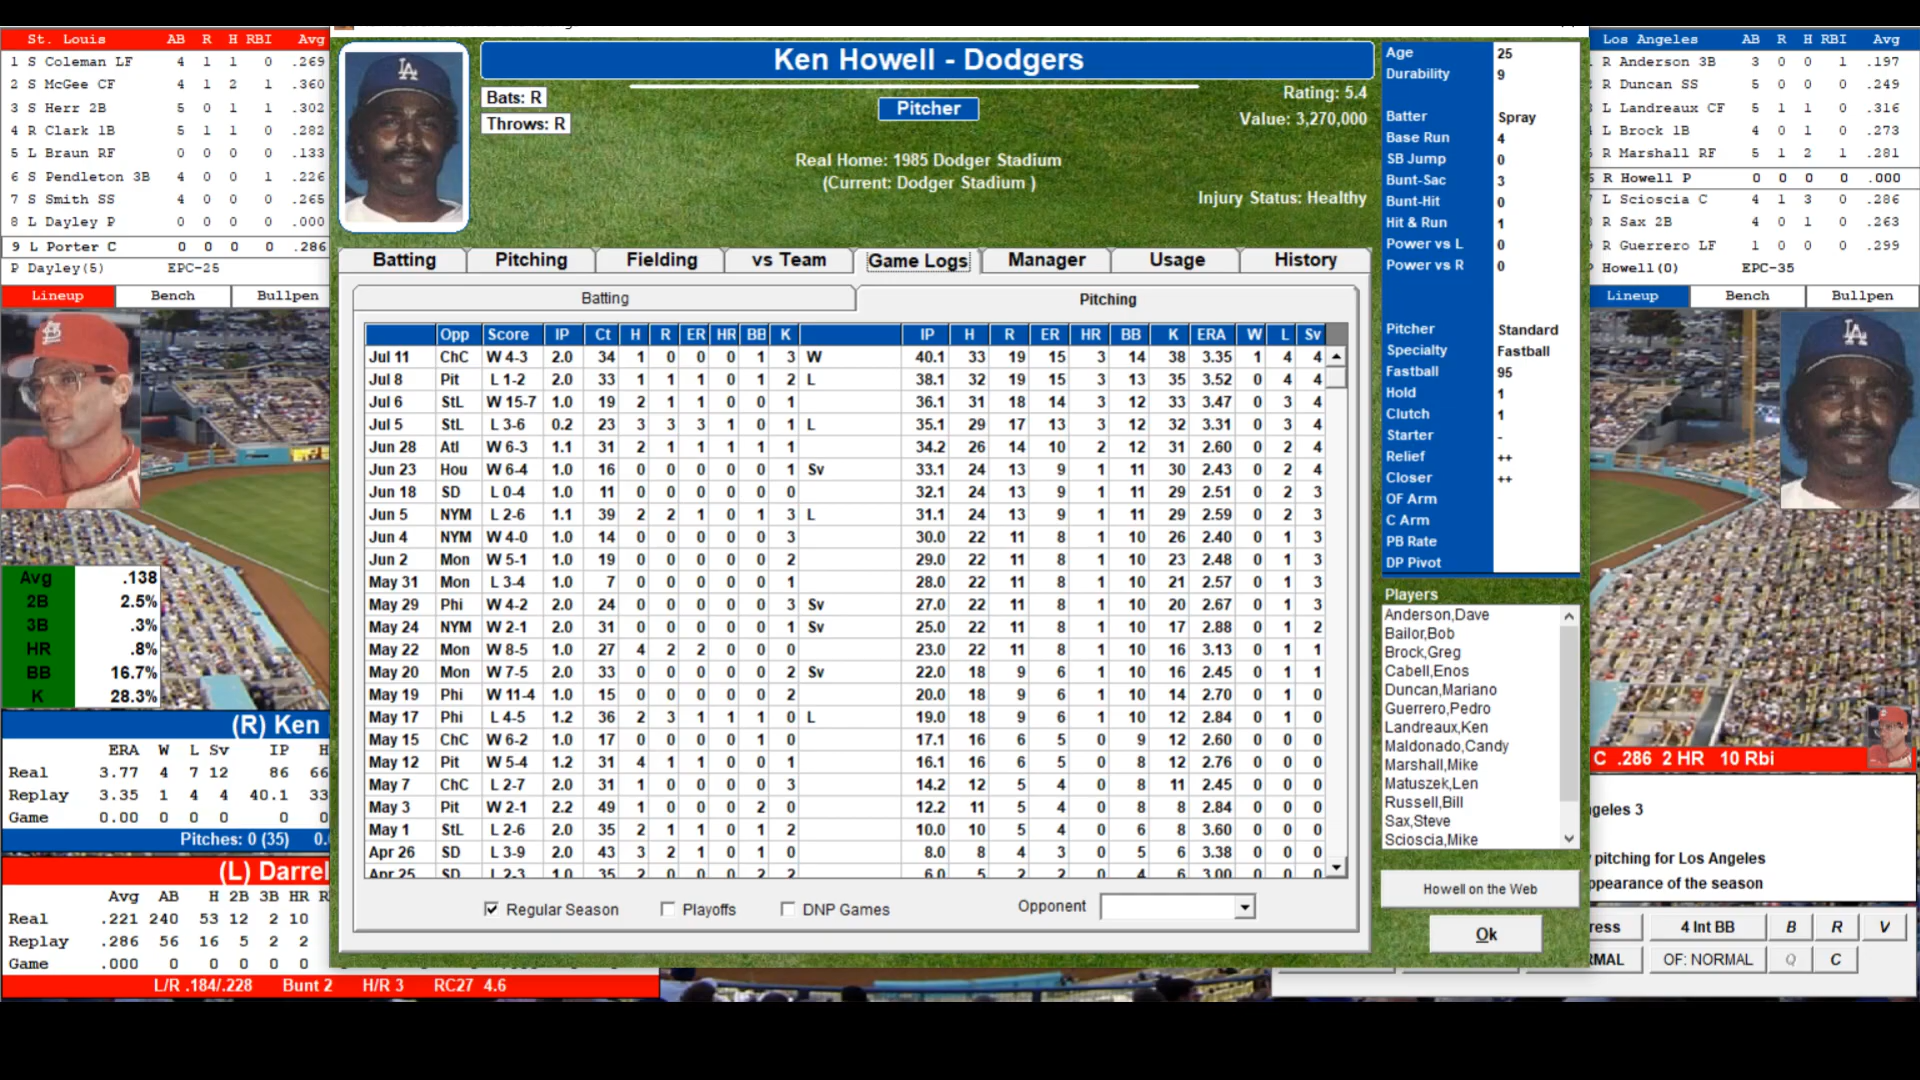 St. Louis AB R H RBI Avg
1 S Coleman LF 4 1 1 0 .269
2 S McGee CF 4 1 2 1 .360
3 S Herr 2B 5 0 1 1 .302
4 R Clark 1B 5 1 1 0 .282
5 L Braun RF 0 0 0 0 .133
6 S Pendleton 3B 4 0 0 1 .226
7 S Smith SS 4 0 0 0 .265
8 L Dayley P 0 0 0 0 .000
9 L Porter C 0 0 0 0 .286
P Dayley(5) EPC-25
Lineup Bench Bullpen
Ken Howell - Dodgers
Bats: R
Throws: R
Pitcher
Rating: 5.4
Value: 3,270,000
Real Home: 1985 Dodger Stadium
(Current: Dodger Stadium )
Injury Status: Healthy
Batting Pitching Fielding vs Team Game Logs Manager Usage History
Batting Pitching
Opp Score IP Ct H R ER HR BB K IP H R ER HR BB K ERA W L Sv
Jul 11 ChC W 4-3 2.0 34 1 0 0 0 1 3 W 40.1 33 19 15 3 14 38 3.35 1 4 4
Jul 8 Pit L 1-2 2.0 33 1 1 1 0 1 2 L 38.1 32 19 15 3 13 35 3.52 0 4 4
Jul 6 StL W 15-7 1.0 19 2 1 1 0 0 1 36.1 31 18 14 3 12 33 3.47 0 3 4
Jul 5 StL L 3-6 0.2 23 3 3 3 1 0 1 L 35.1 29 17 13 3 12 32 3.31 0 3 4
Jun 28 Atl W 6-3 1.1 31 2 1 1 1 1 1 34.2 26 14 10 2 12 31 2.60 0 2 4
Jun 23 Hou W 6-4 1.0 16 0 0 0 0 0 1 Sv 33.1 24 13 9 1 11 30 2.43 0 2 4
Jun 18 SD L 0-4 1.0 11 0 0 0 0 0 0 32.1 24 13 9 1 11 29 2.51 0 2 3
Jun 5 NYM L 2-6 1.1 39 2 2 1 0 1 3 L 31.1 24 13 9 1 11 29 2.59 0 2 3
Jun 4 NYM W 4-0 1.0 14 0 0 0 0 0 3 30.0 22 11 8 1 10 26 2.40 0 1 3
Jun 2 Mon W 5-1 1.0 19 0 0 0 0 0 2 29.0 22 11 8 1 10 23 2.48 0 1 3
May 31 Mon L 3-4 1.0 7 0 0 0 0 0 1 28.0 22 11 8 1 10 21 2.57 0 1 3
May 29 Phi W 4-2 2.0 24 0 0 0 0 0 3 Sv 27.0 22 11 8 1 10 20 2.67 0 1 3
May 24 NYM W 2-1 2.0 31 0 0 0 0 0 1 Sv 25.0 22 11 8 1 10 17 2.88 0 1 2
May 22 Mon W 8-5 1.0 27 4 2 2 0 0 0 23.0 22 11 8 1 10 16 3.13 0 1 1
May 20 Mon W 7-5 2.0 33 0 0 0 0 0 2 Sv 22.0 18 9 6 1 10 16 2.45 0 1 1
May 19 Phi W 11-4 1.0 15 0 0 0 0 0 2 20.0 18 9 6 1 10 14 2.70 0 1 0
May 17 Phi L 4-5 1.2 36 2 3 1 1 1 0 L 19.0 18 9 6 1 10 12 2.84 0 1 0
May 15 ChC W 6-2 1.0 17 0 0 0 0 1 0 17.1 16 6 5 0 9 12 2.60 0 0 0
May 12 Pit W 5-4 1.2 31 4 1 1 0 0 1 16.1 16 6 5 0 8 12 2.76 0 0 0
May 7 ChC L 2-7 2.0 31 1 0 0 0 0 3 14.2 12 5 4 0 8 11 2.45 0 0 0
May 3 Pit W 2-1 2.2 49 1 0 0 0 2 0 12.2 11 5 4 0 8 8 2.84 0 0 0
May 1 StL L 2-6 2.0 35 2 1 1 0 1 2 10.0 10 5 4 0 6 8 3.60 0 0 0
Apr 26 SD L 3-9 2.0 43 3 2 1 0 1 0 8.0 8 4 3 0 5 6 3.38 0 0 0
Apr 25 SD L 2-3 1.0 35 2 0 0 0 2 2 6.0 5 2 2 0 4 6 3.00 0 0 0
Regular Season Playoffs DNP Games Opponent
Age 25
Durability 9
Batter Spray
Base Run 4
SB Jump 0
Bunt-Sac 3
Bunt-Hit 0
Hit & Run 1
Power vs L 0
Power vs R 0
Pitcher Standard
Specialty Fastball
Fastball 95
Hold 1
Clutch 1
Starter -
Relief ++
Closer ++
OF Arm
C Arm
PB Rate
DP Pivot
Players
Anderson,Dave
Bailor,Bob
Brock,Greg
Cabell,Enos
Duncan,Mariano
Guerrero,Pedro
Landreaux,Ken
Maldonado,Candy
Marshall,Mike
Matuszek,Len
Russell,Bill
Sax,Steve
Scioscia,Mike
Howell on the Web
Ok
Los Angeles AB R H RBI Avg
R Anderson 3B 3 0 0 1 .197
R Duncan SS 5 0 0 0 .249
L Landreaux CF 5 1 1 0 .316
L Brock 1B 4 0 1 0 .273
R Marshall RF 5 1 2 1 .281
R Howell P 0 0 0 0 .000
L Scioscia C 4 1 3 0 .286
R Sax 2B 4 0 1 0 .263
R Guerrero LF 1 0 0 0 .299
Howell(0) EPC-35
Lineup Bench Bullpen
Avg .138
2B 2.5%
3B .3%
HR .8%
BB 16.7%
K 28.3%
(R) Ken
ERA W L Sv IP H
Real 3.77 4 7 12 86 66
Replay 3.35 1 4 4 40.1 33
Game 0.00 0 0 0 0 0
Pitches: 0 (35) 0.
(L) Darrel
Avg AB H 2B 3B HR R
Real .221 240 53 12 2 10
Replay .286 56 16 5 2 2
Game .000 0 0 0 0 0
L/R .184/.228 Bunt 2 H/R 3 RC27 4.6
C .286 2 HR 10 Rbi
geles 3
pitching for Los Angeles
ppearance of the season
ress 4 Int BB B R V
RMAL OF: NORMAL Q C